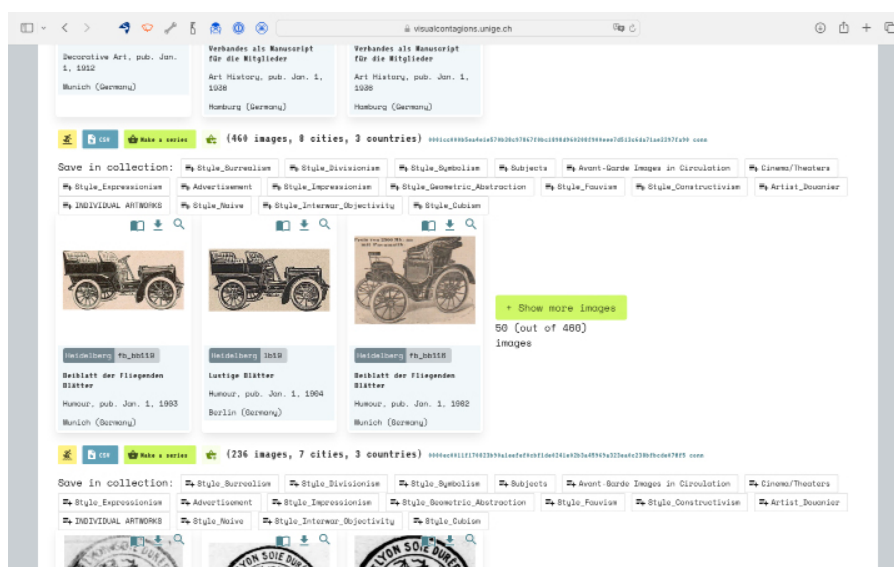 visualcontagions.unige.ch
Decorative Art, pub. Jan. 1, 1912
Munich (Germany)
Verbandes als Manuscript für die Mitglieder
Art History, pub. Jan. 1, 1938
Hamburg (Germany)
Verbandes als Manuscript für die Mitglieder
Art History, pub. Jan. 1, 1938
Hamburg (Germany)
CSV
Make a series
(460 images, 8 cities, 3 countries)
Save in collection:
Style_Surrealism
Style_Divisionism
Style_Symbolism
Subjects
Avant-Garde Images in Circulation
Cinema/Theaters
Style_Expressionism
Advertisement
Style_Impressionism
Style_Geometric_Abstraction
Style_Fauvism
Style_Constructivism
Artist_Douanier
INDIVIDUAL ARTWORKS
Style_Naive
Style_Interwar_Objectivity
Style_Cubism
Heidelberg fb_bb119
Beiblatt der Fliegenden Blätter
Humour, pub. Jan. 1, 1903
Munich (Germany)
Heidelberg lb19
Lustige Blätter
Humour, pub. Jan. 1, 1904
Berlin (Germany)
Heidelberg fb_bb116
Beiblatt der Fliegenden Blätter
Humour, pub. Jan. 1, 1902
Munich (Germany)
+ Show more images
50 (out of 460)
images
CSV
Make a series
(236 images, 7 cities, 3 countries)
Save in collection:
Style_Surrealism
Style_Divisionism
Style_Symbolism
Subjects
Avant-Garde Images in Circulation
Cinema/Theaters
Style_Expressionism
Advertisement
Style_Impressionism
Style_Geometric_Abstraction
Style_Fauvism
Style_Constructivism
Artist_Douanier
INDIVIDUAL ARTWORKS
Style_Naive
Style_Interwar_Objectivity
Style_Cubism
LYON SOIE DURE
LYON SOIE DURE
LYON SOIE DURE